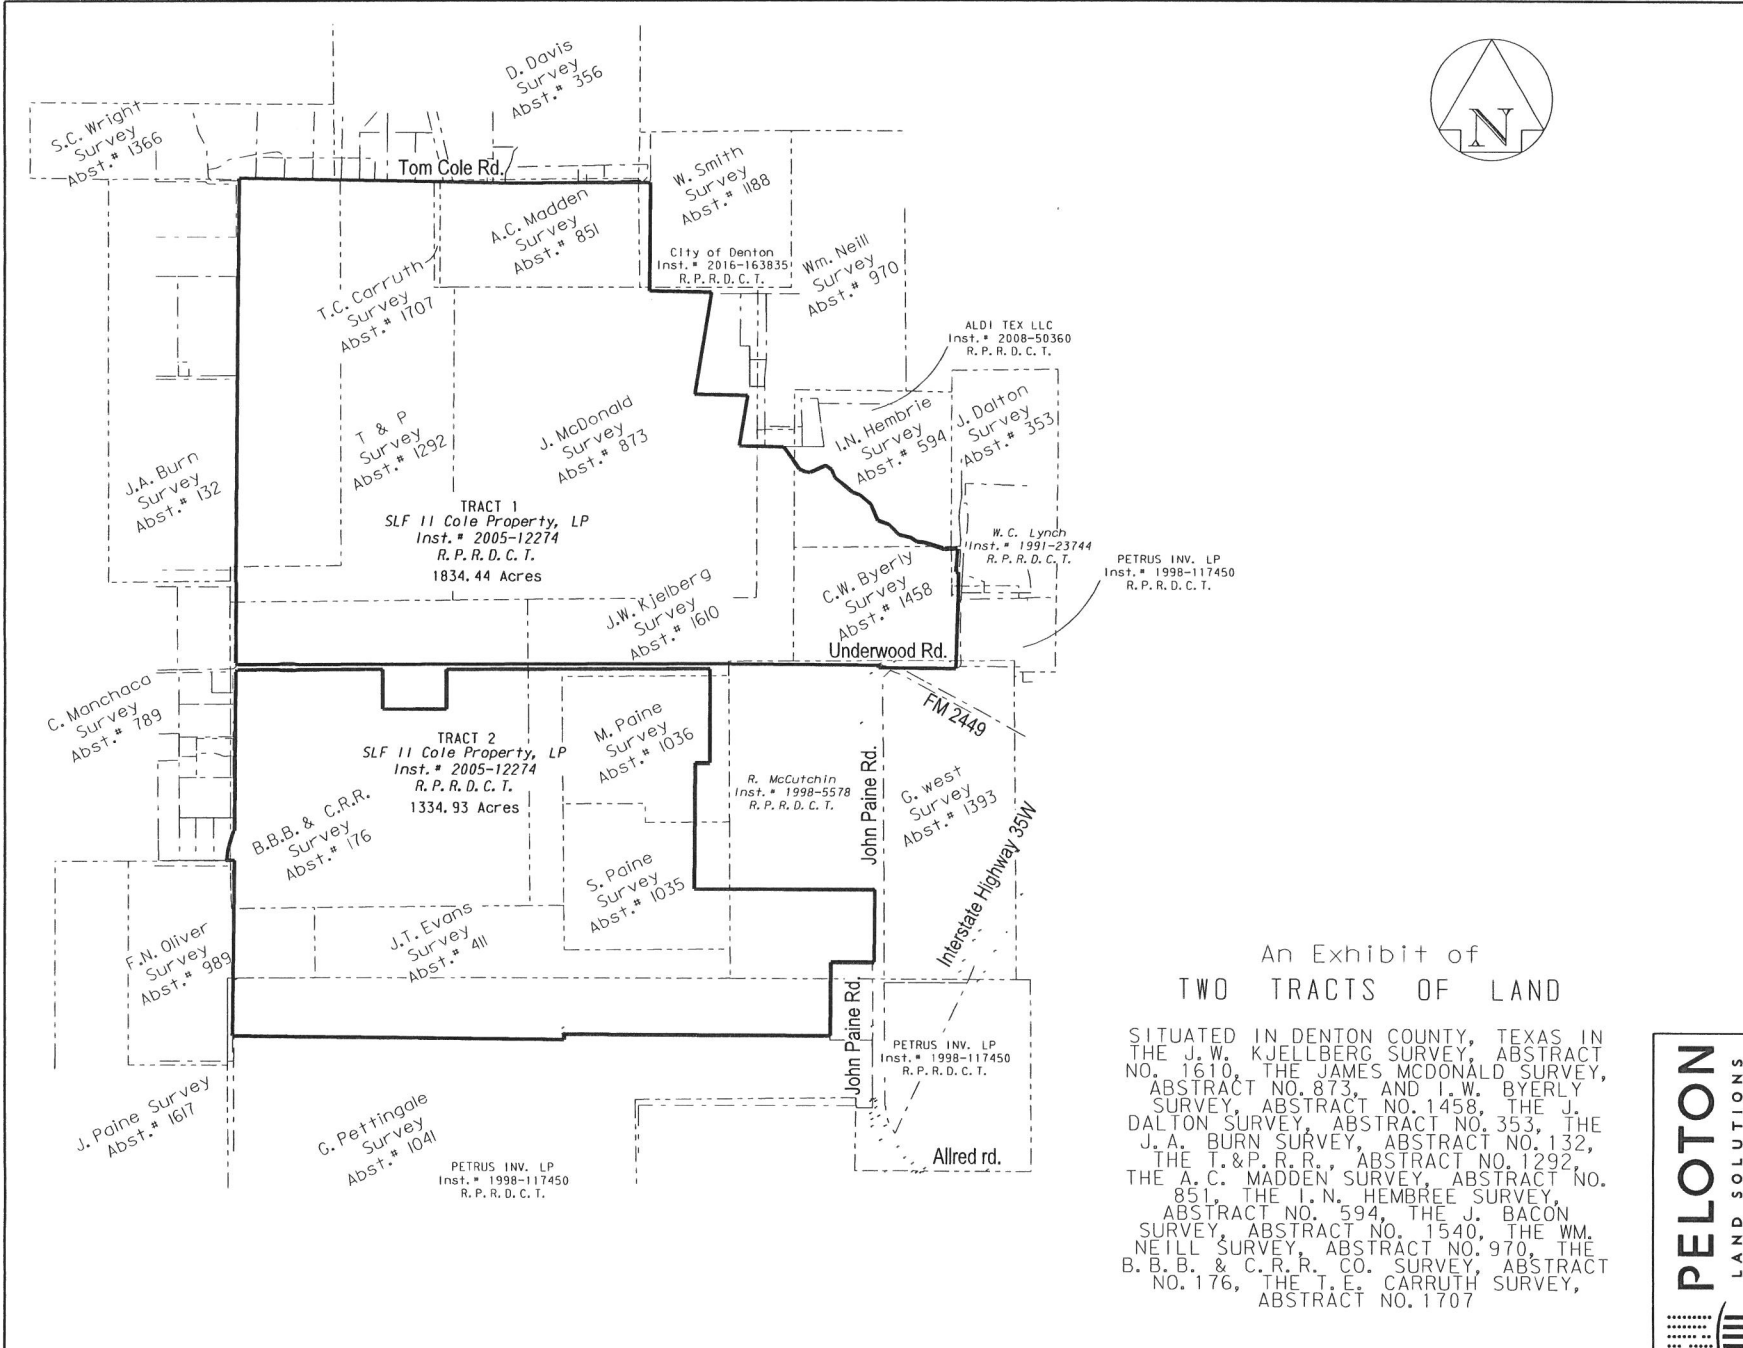 D. Davis
Survey
Abst.# 356
S.C. Wright
Survey
Abst.# 1366
Tom Cole Rd.
W. Smith
Survey
Abst.# 1188
N
A.C. Madden
Survey
Abst.# 851
City of Denton
Inst.# 2016-163835
R.P.R.D.C.T.
Wm. Neill
Survey
Abst.# 970
T.C. Carruth
Survey
Abst.# 1707
ALDI TEX LLC
Inst.# 2008-50360
R.P.R.D.C.T.
J. McDonald
Survey
Abst.# 873
T & P
Survey
Abst.# 1292
I.N. Hembrie
Survey
Abst.# 594
J. Dalton
Survey
Abst.# 353
J.A. Burn
Survey
Abst.# 132
TRACT 1
SLF II Cole Property, LP
Inst.# 2005-12274
R.P.R.D.C.T.
1834.44 Acres
W.C. Lynch
Inst.# 1991-23744
R.P.R.D.C.T.
PETRUS INV. LP
Inst.# 1998-117450
R.P.R.D.C.T.
J.W. Kjelberg
Survey
Abst.# 1610
C.W. Byerly
Survey
Abst.# 1458
Underwood Rd.
C. Manchaca
Survey
Abst.# 789
FM 2449
TRACT 2
SLF II Cole Property, LP
Inst.# 2005-12274
R.P.R.D.C.T.
1334.93 Acres
M. Paine
Survey
Abst.# 1036
R. McCutchin
Inst.# 1998-5578
R.P.R.D.C.T.
John Paine Rd.
G. west
Survey
Abst.# 1393
Interstate Highway 35W
B.B.B. & C.R.R.
Survey
Abst.# 176
S. Paine
Survey
Abst.# 1035
J.T. Evans
Survey
Abst.# 411
F.N. Oliver
Survey
Abst.# 989
John Paine Rd.
PETRUS INV. LP
Inst.# 1998-117450
R.P.R.D.C.T.
J. Paine Survey
Abst.# 1617
G. Pettingale
Survey
Abst.# 1041
PETRUS INV. LP
Inst.# 1998-117450
R.P.R.D.C.T.
Allred rd.
An Exhibit of
TWO TRACTS OF LAND
SITUATED IN DENTON COUNTY, TEXAS IN
THE J.W. KJELLBERG SURVEY, ABSTRACT
NO. 1610, THE JAMES MCDONALD SURVEY,
ABSTRACT NO. 873, AND I.W. BYERLY
SURVEY, ABSTRACT NO. 1458, THE J.
DALTON SURVEY, ABSTRACT NO. 353, THE
J.A. BURN SURVEY, ABSTRACT NO. 132,
THE T.&P.R.R., ABSTRACT NO. 1292,
THE A.C. MADDEN SURVEY, ABSTRACT NO.
851, THE I.N. HEMBREE SURVEY,
ABSTRACT NO. 594, THE J. BACON
SURVEY, ABSTRACT NO. 1540, THE WM.
NEILL SURVEY, ABSTRACT NO. 970, THE
B.B.B. & C.R.R. CO. SURVEY, ABSTRACT
NO. 176, THE T.E. CARRUTH SURVEY,
ABSTRACT NO. 1707
PELOTON
LAND SOLUTIONS